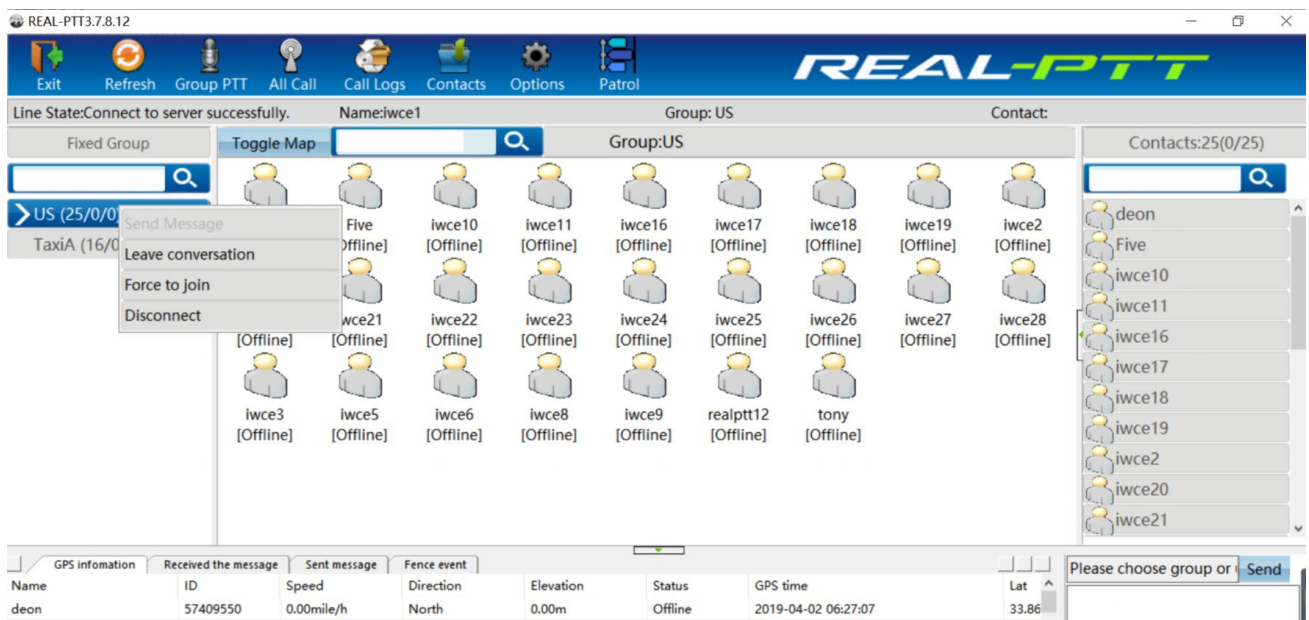 REAL-PTT3.7.8.12
Exit Refresh Group PTT All Call Call Logs Contacts Options Patrol REAL-PTT
Line State:Connect to server successfully. Name:iwce1 Group: US Contact:
Fixed Group Toggle Map Group:US Contacts:25(0/25)
US (25/0/0)
TaxiA (16/0
Send Message
Leave conversation
Force to join
Disconnect
Five iwce10 iwce11 iwce16 iwce17 iwce18 iwce19 iwce2
Offline] [Offline] [Offline] [Offline] [Offline] [Offline] [Offline] [Offline]
wce21 iwce22 iwce23 iwce24 iwce25 iwce26 iwce27 iwce28
[Offline] [Offline] [Offline] [Offline] [Offline] [Offline] [Offline] [Offline] [Offline]
iwce3 iwce5 iwce6 iwce8 iwce9 realptt12 tony
[Offline] [Offline] [Offline] [Offline] [Offline] [Offline] [Offline]
deon
Five
iwce10
iwce11
iwce16
iwce17
iwce18
iwce19
iwce2
iwce20
iwce21
GPS infomation Received the message Sent message Fence event
Please choose group or Send
Name ID Speed Direction Elevation Status GPS time Lat
deon 57409550 0.00mile/h North 0.00m Offline 2019-04-02 06:27:07 33.86